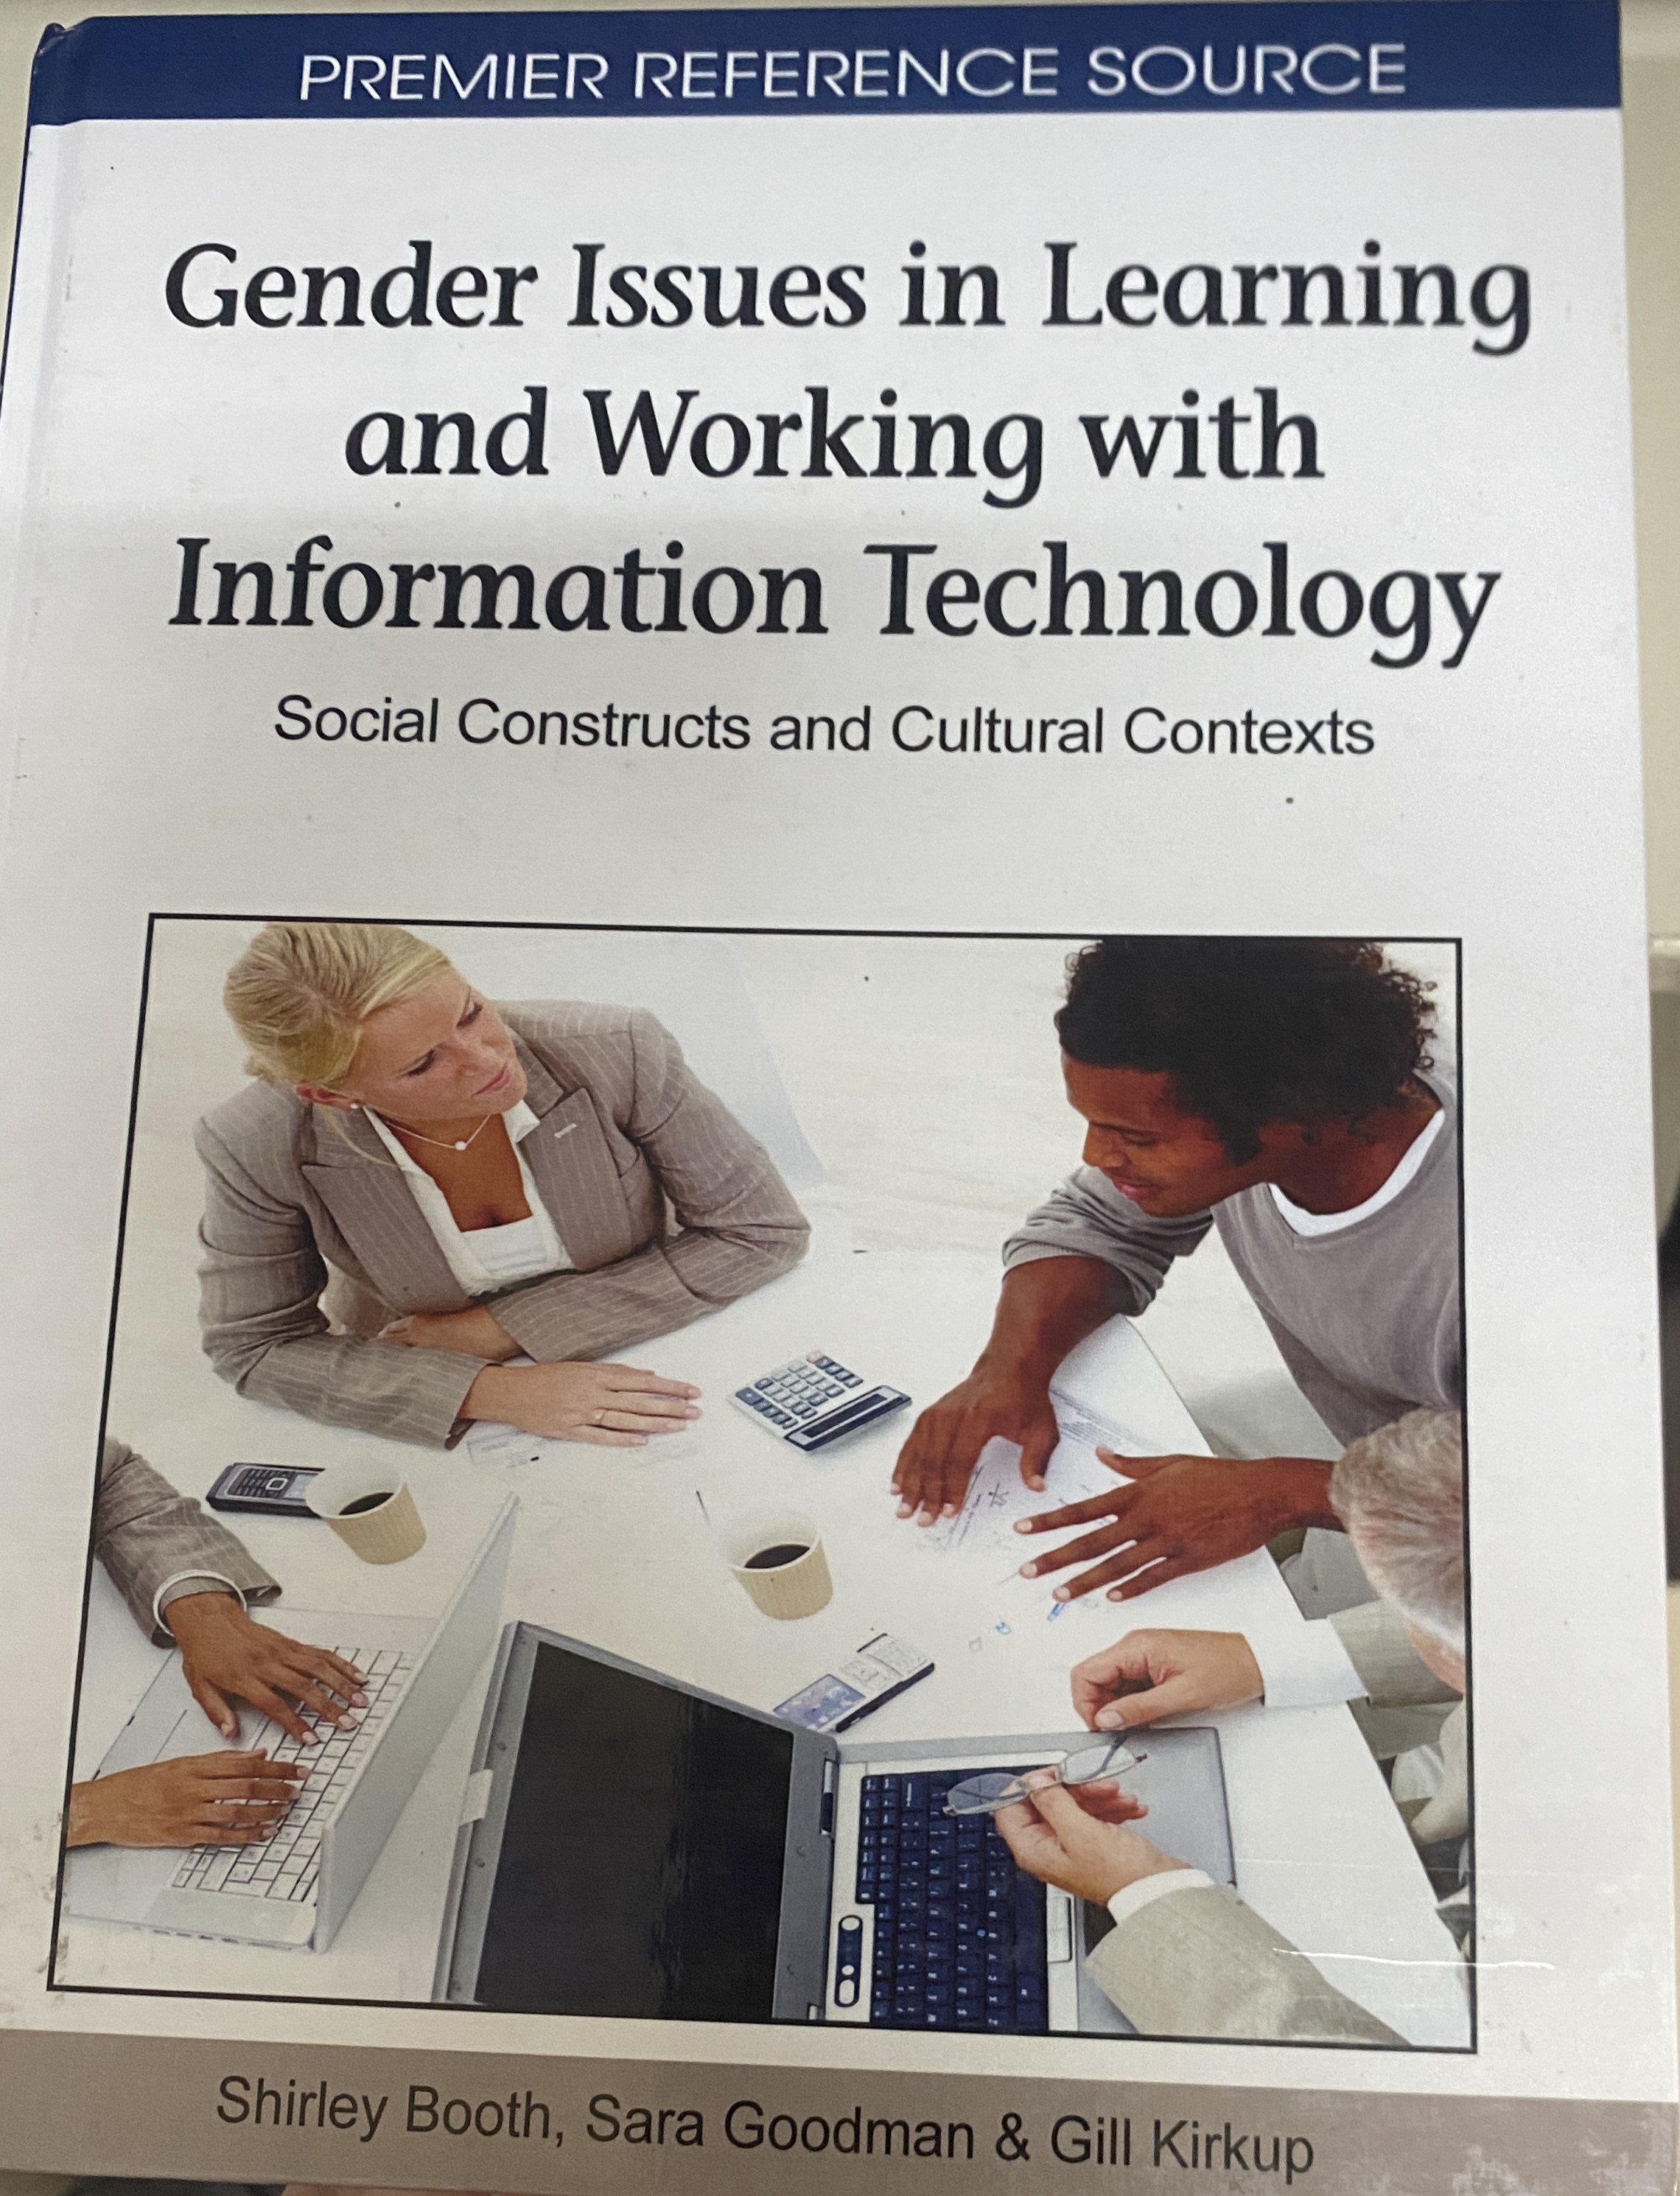 PREMIER REFERENCE SOURCE
Gender Issues in Learning
and Working with
Information Technology
Social Constructs and Cultural Contexts
Shirley Booth, Sara Goodman & Gill Kirkup